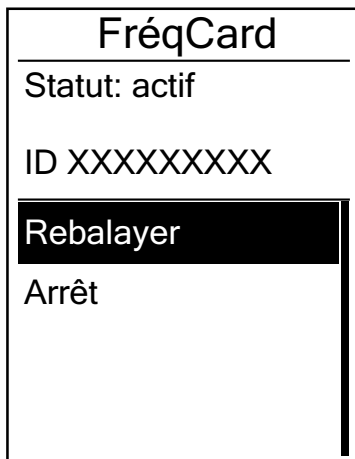 FréqCard
Statut: actif
ID XXXXXXXXX
Rebalayer
Arrêt